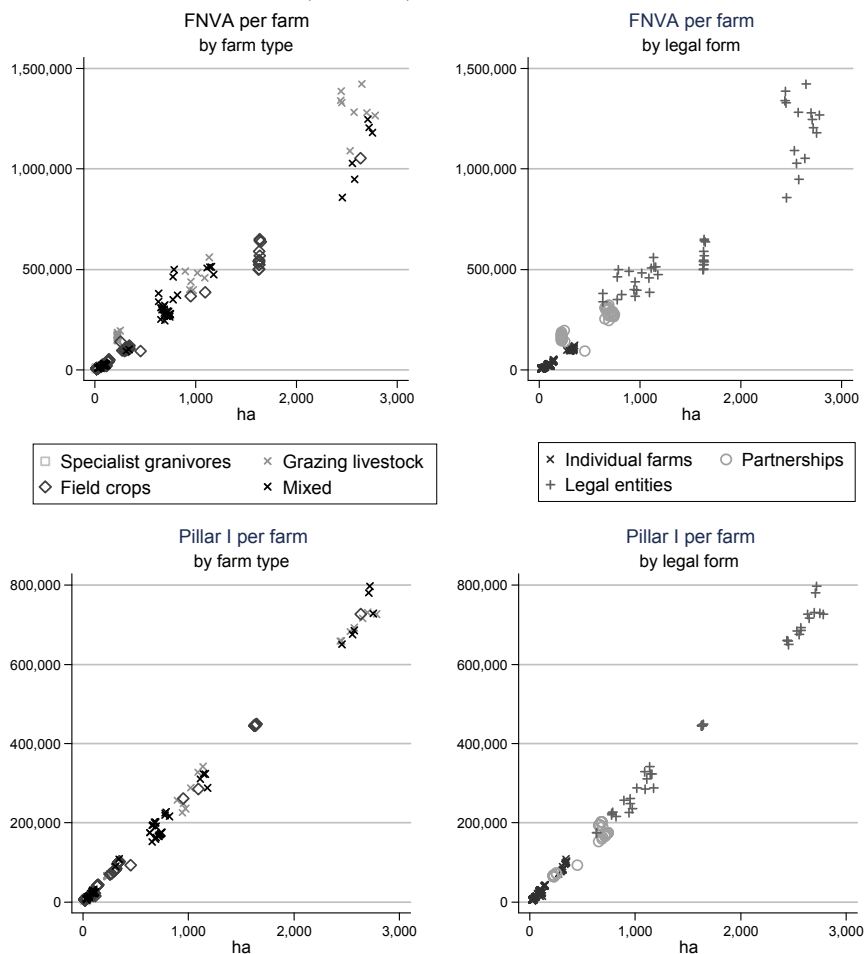 FNVA per farm
by farm type
1,500,000
1,000,000
500,000
0
0 1,000 2,000 3,000
ha
FNVA per farm
by legal form
1,500,000
1,000,000
500,000
0
0 1,000 2,000 3,000
ha
Specialist granivores Grazing livestock
Field crops Mixed
Individual farms Partnerships
Legal entities
Pillar I per farm
by farm type
800,000
600,000
400,000
200,000
0
0 1,000 2,000 3,000
ha
Pillar I per farm
by legal form
800,000
600,000
400,000
200,000
0
0 1,000 2,000 3,000
ha